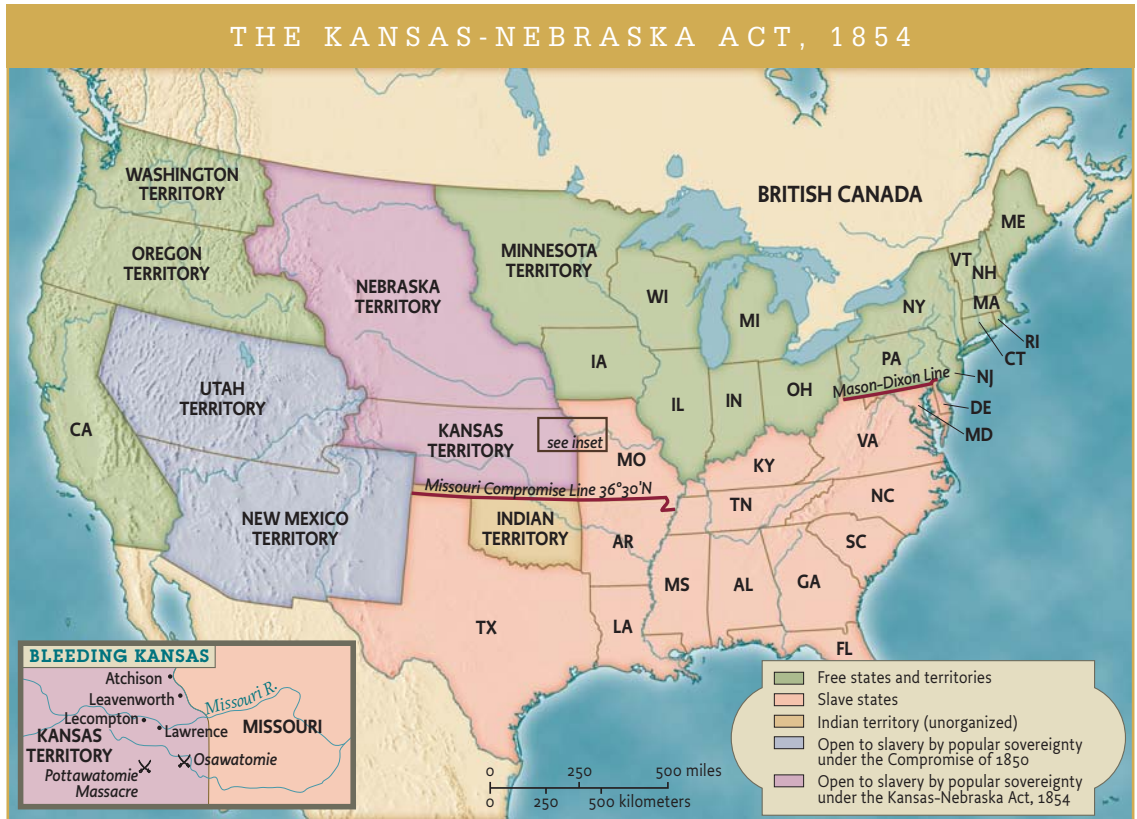 THE KANSAS-NEBRASKA ACT, 1854
BRITISH CANADA
WASHINGTON
TERRITORY
OREGON
TERRITORY
NEBRASKA
TERRITORY
MINNESOTA
TERRITORY
ME
VT
NH
MA
NY
RI
CT
WI
MI
PA
NJ
Mason-Dixon Line
IA
IL
IN
OH
DE
MD
UTAH
TERRITORY
CA
KANSAS
TERRITORY
see inset
MO
KY
VA
Missouri Compromise Line 36°30'N
NEW MEXICO
TERRITORY
INDIAN
TERRITORY
TN
NC
AR
SC
MS
AL
GA
TX
LA
FL
BLEEDING KANSAS
Atchison
Leavenworth
Missouri R.
Lecompton
Lawrence
KANSAS
TERRITORY
MISSOURI
Osawatomie
Pottawatomie
Massacre
0 250 500 miles
0 250 500 kilometers
Free states and territories
Slave states
Indian territory (unorganized)
Open to slavery by popular sovereignty
under the Compromise of 1850
Open to slavery by popular sovereignty
under the Kansas-Nebraska Act, 1854